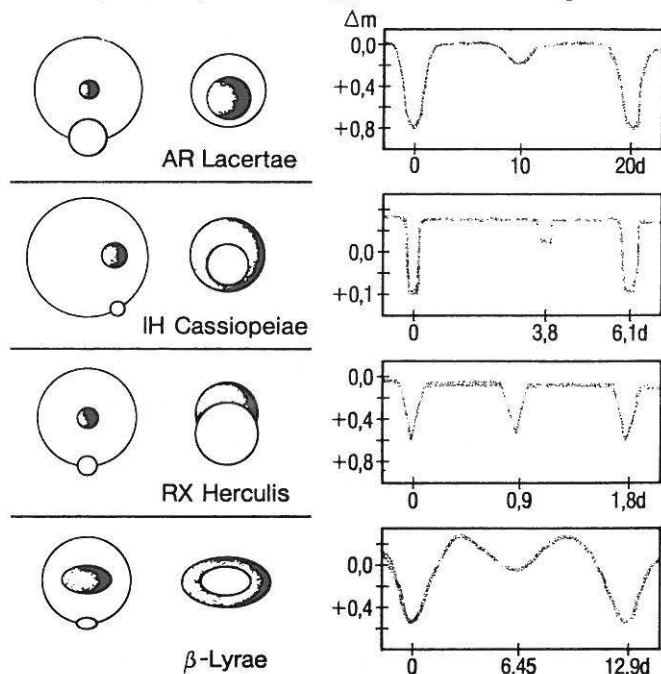 Δm
0,0
+0,4
+0,8
0 10 20d
AR Lacertae
0,0
+0,1
0 3,8 6,1d
IH Cassiopeiae
0,0
+0,4
+0,8
0 0,9 1,8d
RX Herculis
0,0
+0,4
0 6.45 12.9d
β-Lyrae